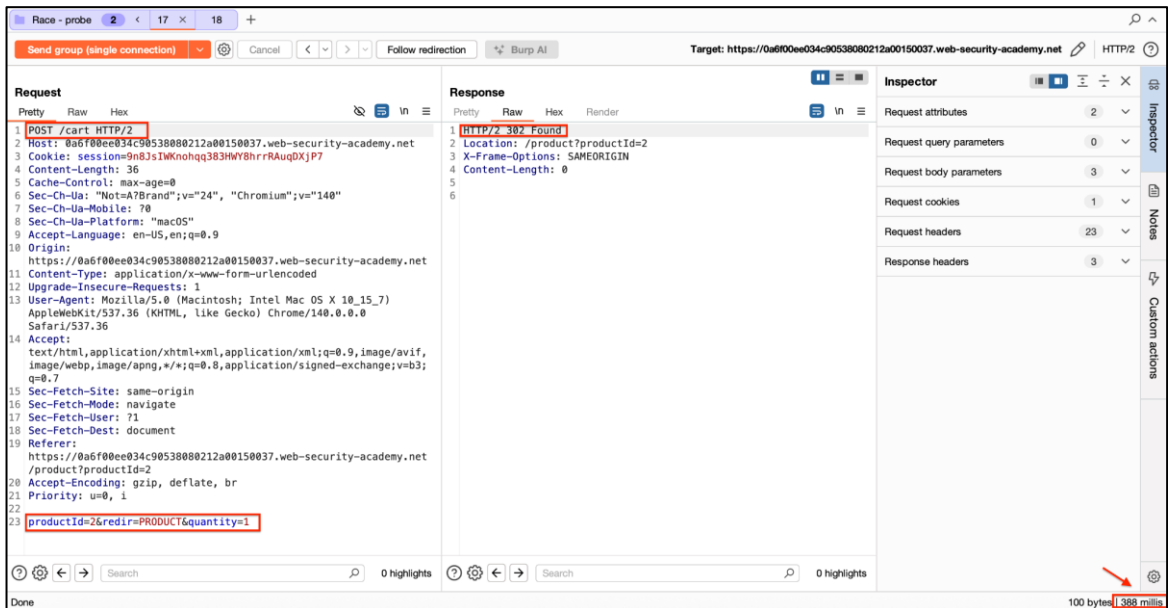 Race - probe 2 < 17 × 18 +
Send group (single connection) Cancel < > Follow redirection Burp AI Target: https://0a6f00ee034c90538080212a00150037.web-security-academy.net HTTP/2
Request
Pretty Raw Hex \n
1 POST /cart HTTP/2
2 Host: 0a6f00ee034c90538080212a00150037.web-security-academy.net
3 Cookie: session=9n8JsIWKnohqq383HWY8hrrRAuqDXjP7
4 Content-Length: 36
5 Cache-Control: max-age=0
6 Sec-Ch-Ua: "Not=A?Brand";v="24", "Chromium";v="140"
7 Sec-Ch-Ua-Mobile: ?0
8 Sec-Ch-Ua-Platform: "macOS"
9 Accept-Language: en-US,en;q=0.9
10 Origin:
https://0a6f00ee034c90538080212a00150037.web-security-academy.net
11 Content-Type: application/x-www-form-urlencoded
12 Upgrade-Insecure-Requests: 1
13 User-Agent: Mozilla/5.0 (Macintosh; Intel Mac OS X 10_15_7)
AppleWebKit/537.36 (KHTML, like Gecko) Chrome/140.0.0.0
Safari/537.36
14 Accept:
text/html,application/xhtml+xml,application/xml;q=0.9,image/avif,
image/webp,image/apng,*/*;q=0.8,application/signed-exchange;v=b3;
q=0.7
15 Sec-Fetch-Site: same-origin
16 Sec-Fetch-Mode: navigate
17 Sec-Fetch-User: ?1
18 Sec-Fetch-Dest: document
19 Referer:
https://0a6f00ee034c90538080212a00150037.web-security-academy.net
/product?productId=2
20 Accept-Encoding: gzip, deflate, br
21 Priority: u=0, i
22
23 productId=2&redir=PRODUCT&quantity=1
Search 0 highlights
Response
Pretty Raw Hex Render \n
1 HTTP/2 302 Found
2 Location: /product?productId=2
3 X-Frame-Options: SAMEORIGIN
4 Content-Length: 0
5
6
Search 0 highlights
Inspector
Request attributes 2
Request query parameters 0
Request body parameters 3
Request cookies 1
Request headers 23
Response headers 3
Inspector
Notes
Custom actions
Done
100 bytes | 388 millis